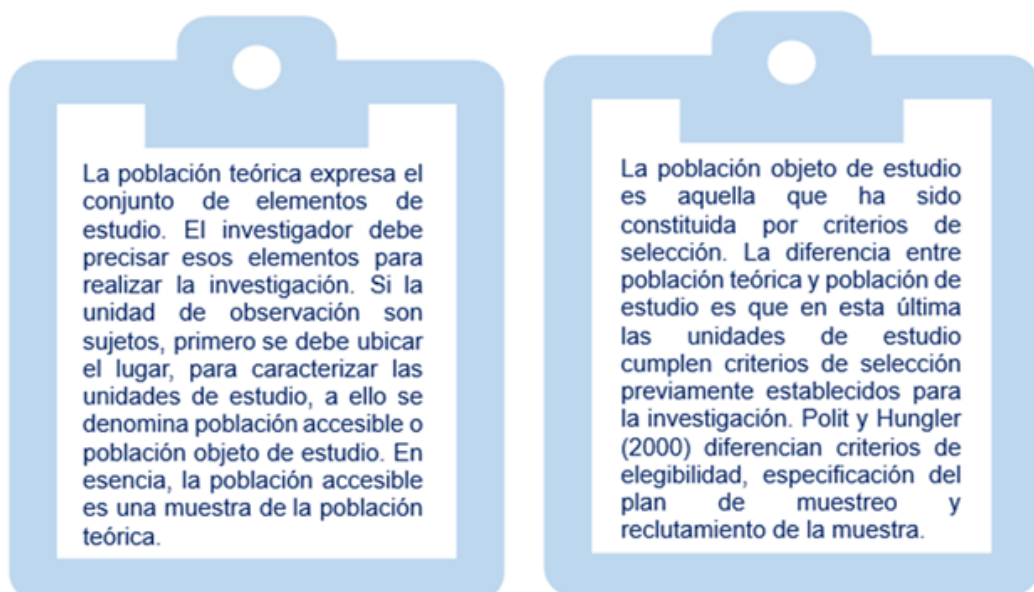 La población teórica expresa el
conjunto de elementos de
estudio. El investigador debe
precisar esos elementos para
realizar la investigación. Si la
unidad de observación son
sujetos, primero se debe ubicar
el lugar, para caracterizar las
unidades de estudio, a ello se
denomina población accesible o
población objeto de estudio. En
esencia, la población accesible
es una muestra de la población
teórica.
La población objeto de estudio
es aquella que ha sido
constituida por criterios de
selección. La diferencia entre
población teórica y población de
estudio es que en esta última
las unidades de estudio
cumplen criterios de selección
previamente establecidos para
la investigación. Polit y Hungler
(2000) diferencian criterios de
elegibilidad, especificación del
plan de muestreo y
reclutamiento de la muestra.